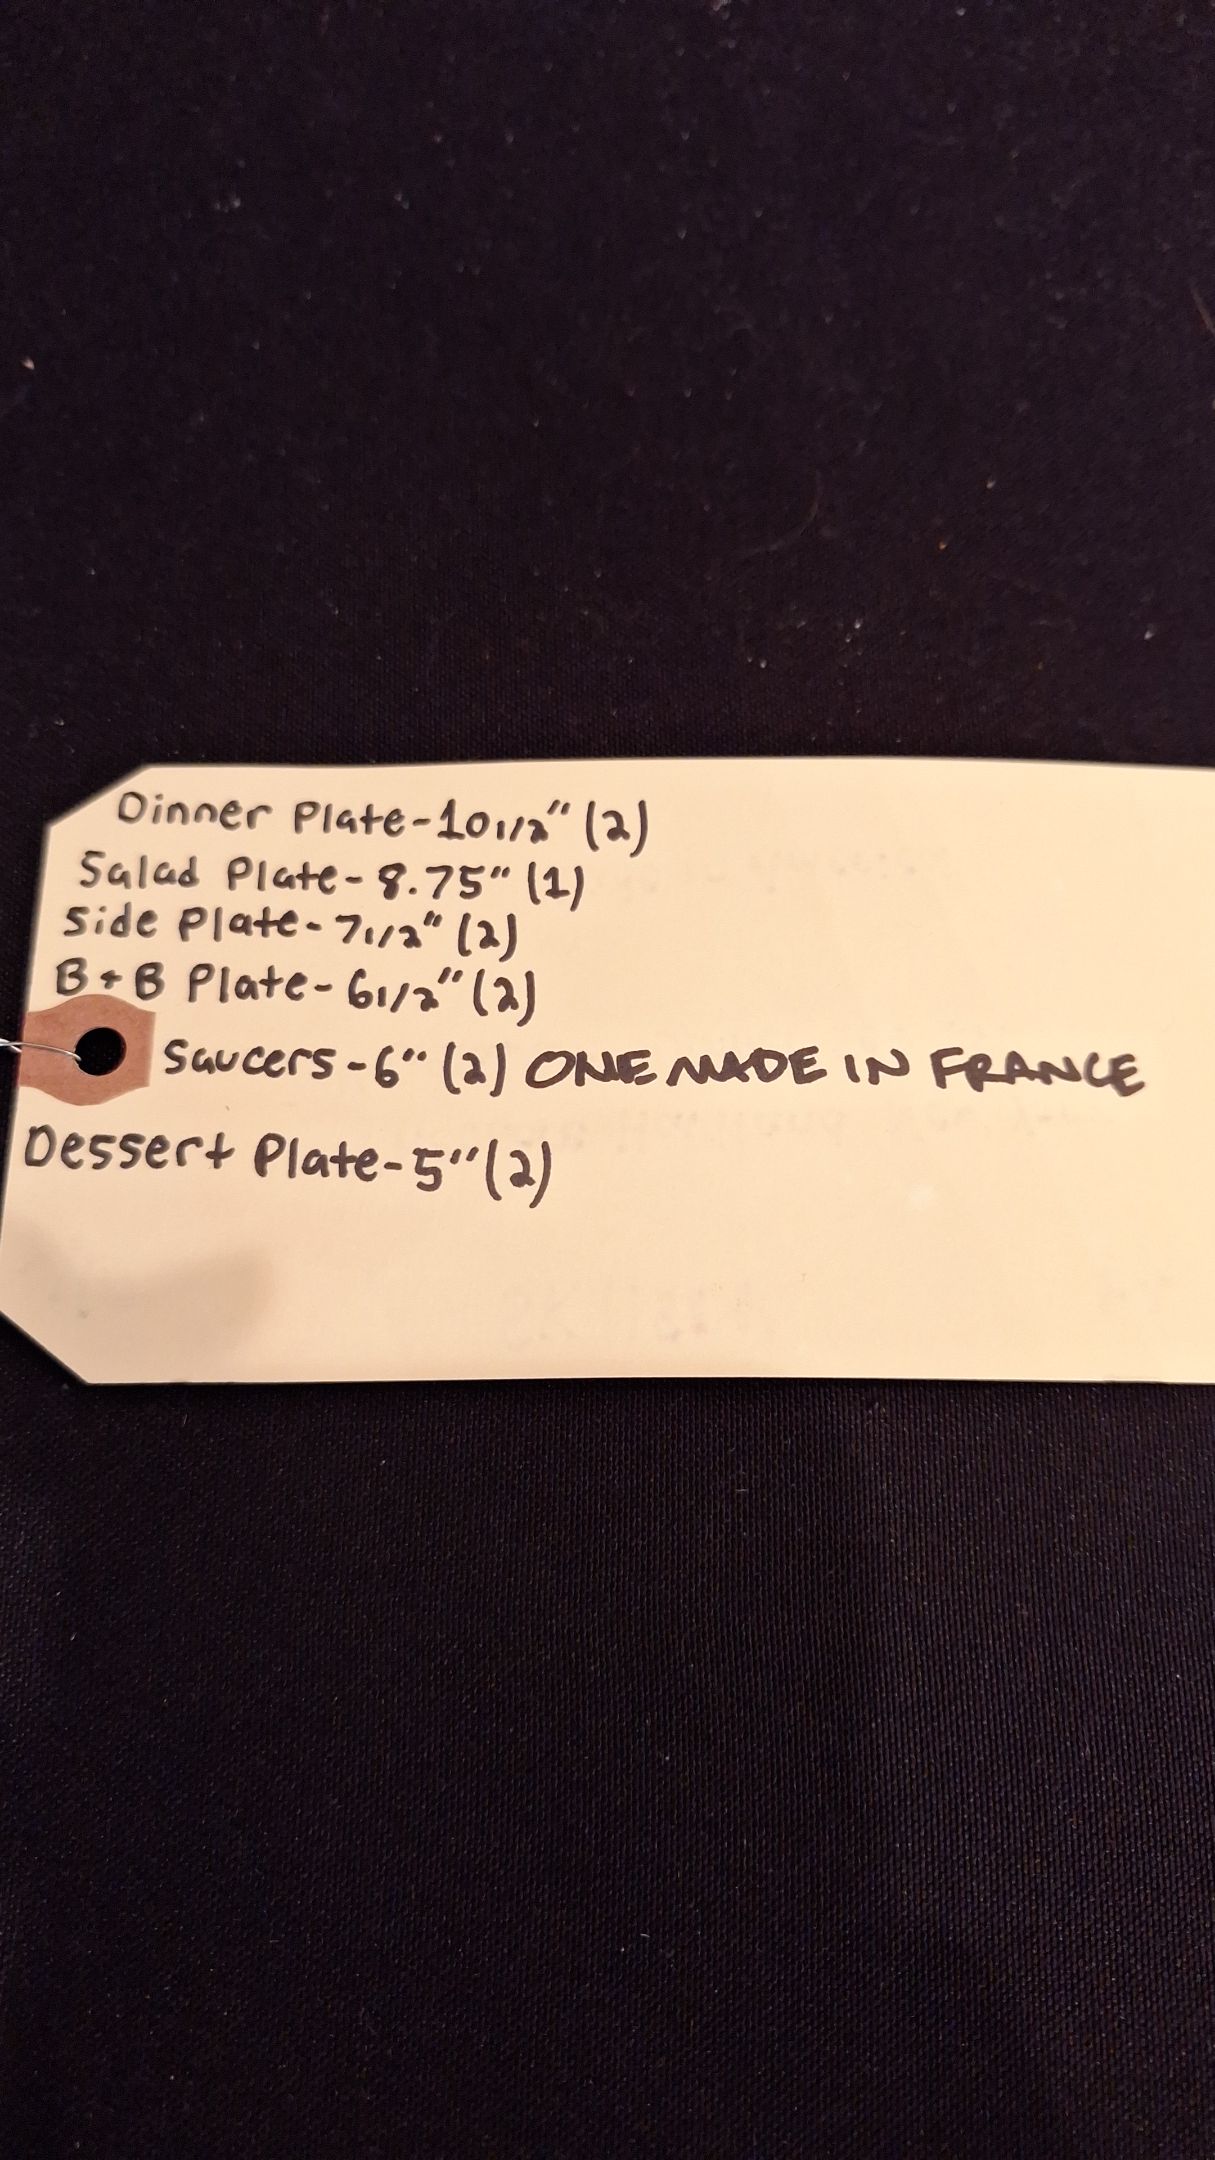 Dinner Plate-10 1/2" (2)
Salad Plate-8.75" (1)
Side Plate-7 1/2" (2)
B+B Plate-6 1/2" (2)
Saucers-6" (2) ONE MADE IN FRANCE
Dessert Plate-5" (2)